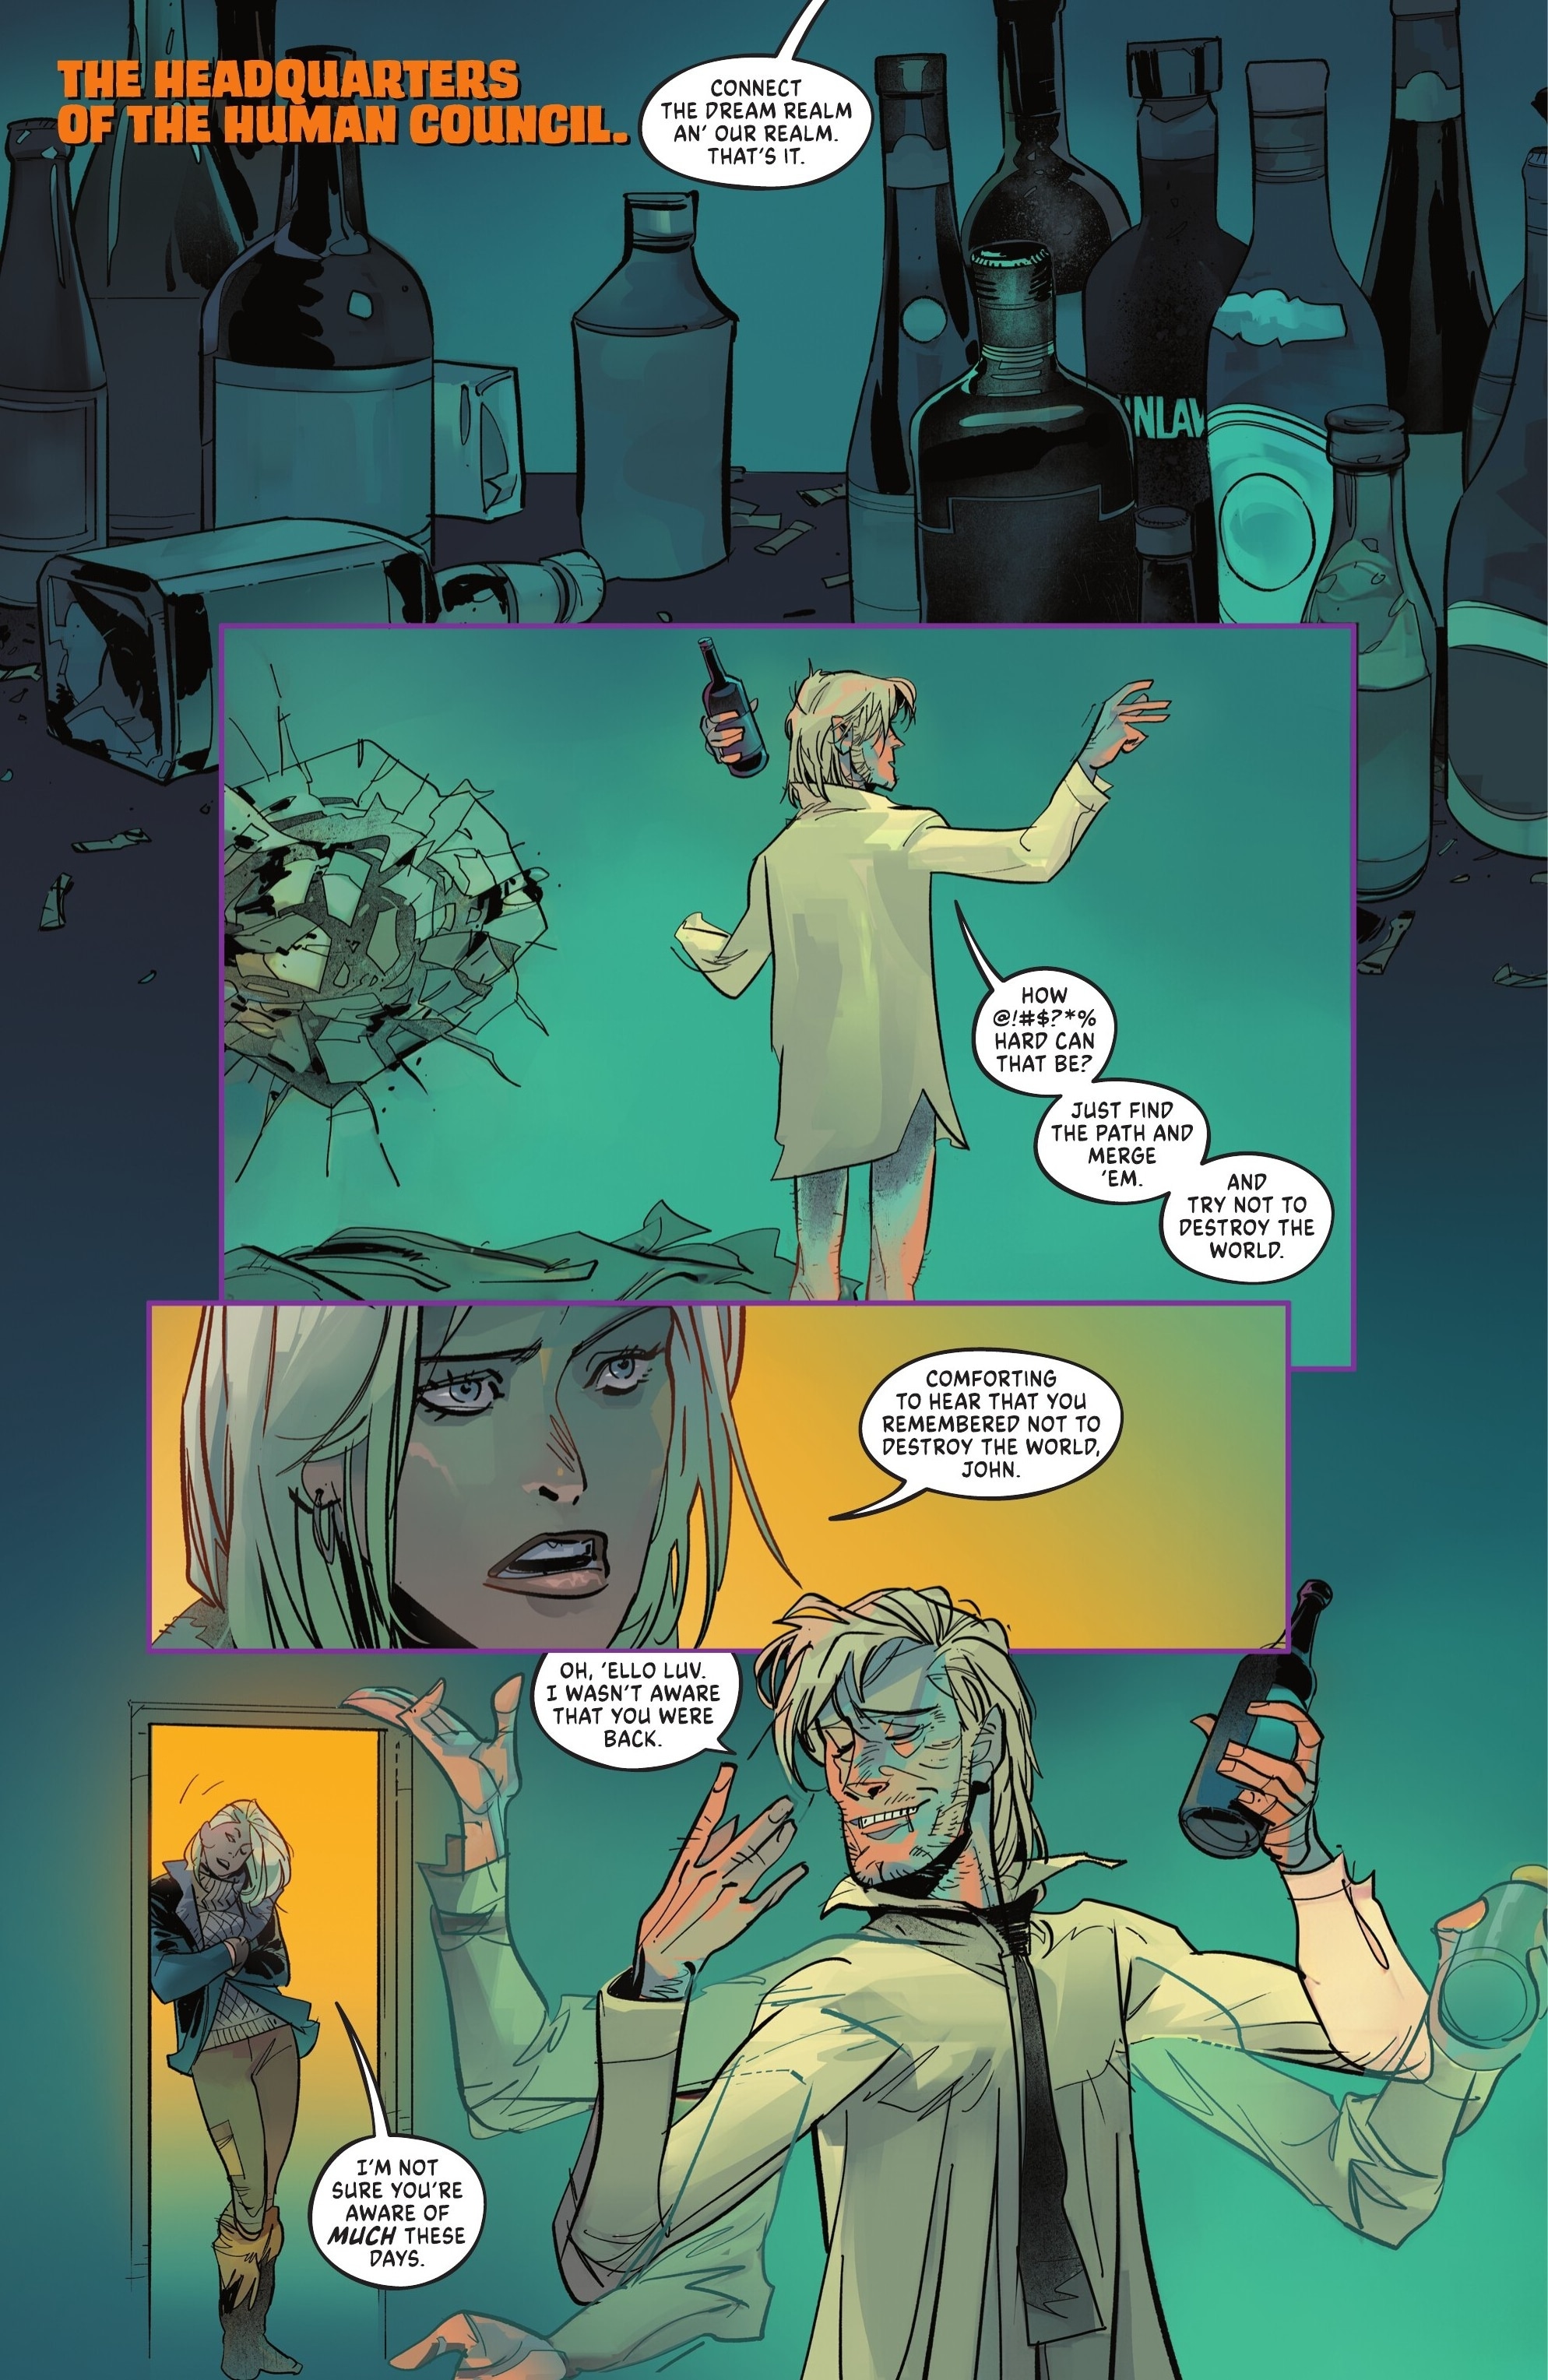 THE HEADQUARTERS
OF THE HUMAN COUNCIL.
CONNECT
THE DREAM REALM
AN' OUR REALM.
THAT'S IT.
NLAV
HOW
@!#$?*%
HARD CAN
THAT BE?
JUST FIND
THE PATH AND
MERGE
'EM.
AND
TRY NOT TO
DESTROY THE
WORLD.
COMFORTING
TO HEAR THAT YOU
REMEMBERED NOT TO
DESTROY THE WORLD,
JOHN.
OH, 'ELLO LUV.
I WASN'T AWARE
THAT YOU WERE
BACK.
I'M NOT
SURE YOU'RE
AWARE OF
MUCH THESE
DAYS.